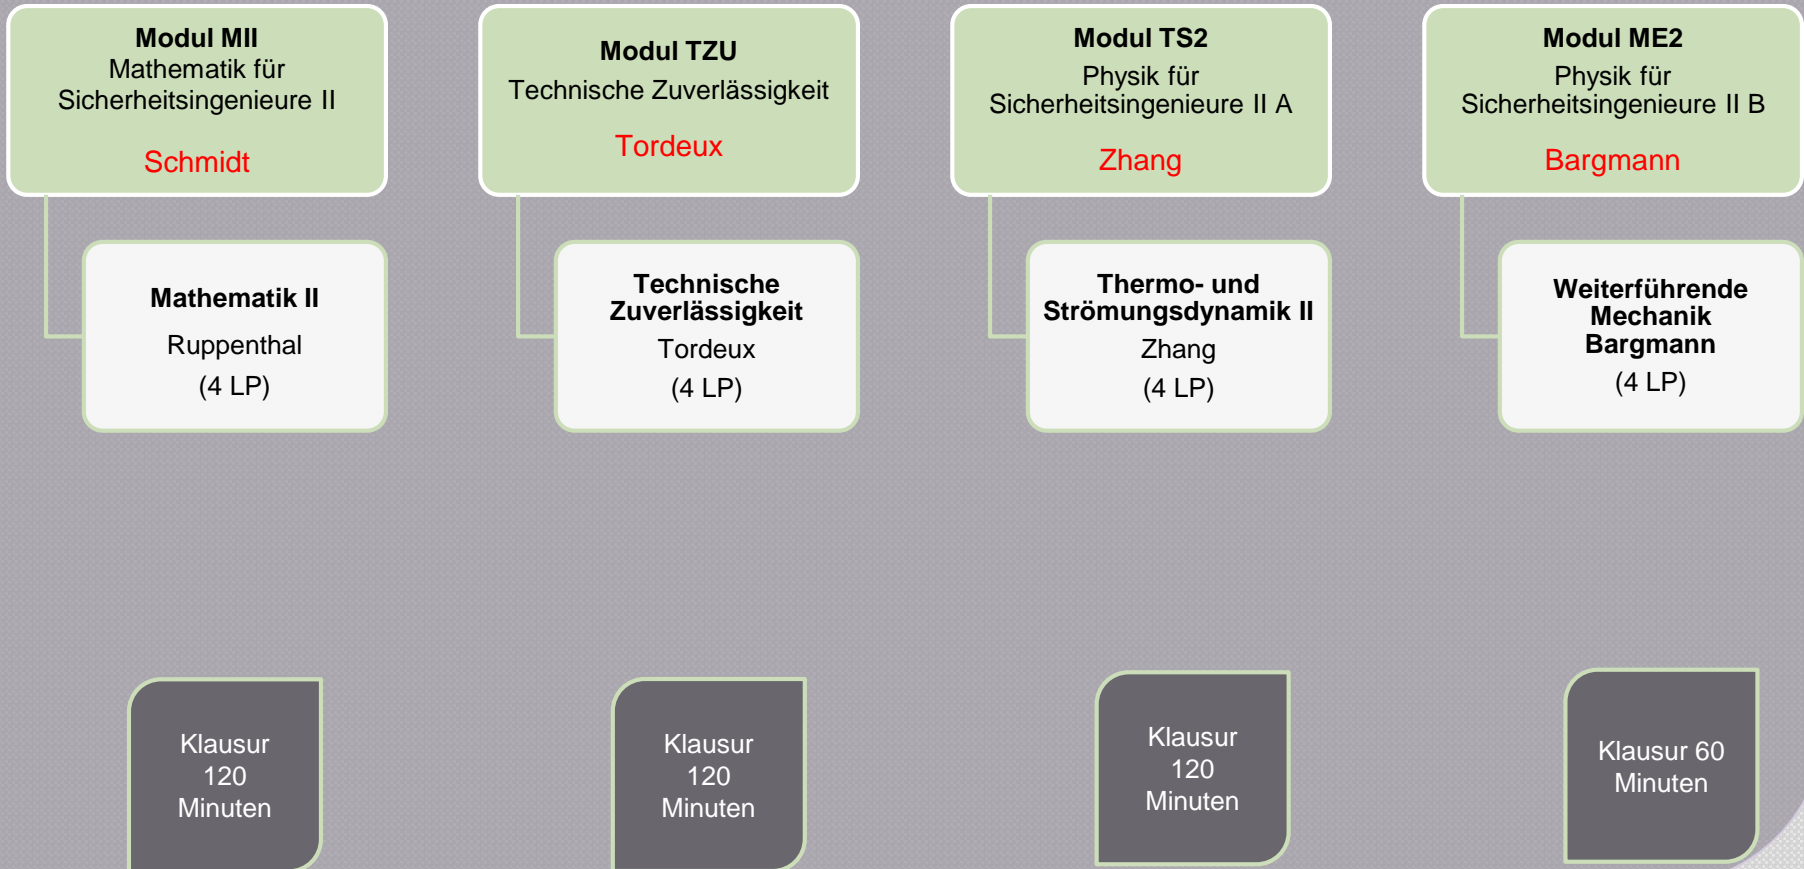 Modul MII
Mathematik für
Sicherheitsingenieure II
Schmidt
Mathematik II
Ruppenthal
(4 LP)
Klausur
120
Minuten
Modul TZU
Technische Zuverlässigkeit
Tordeux
Technische
Zuverlässigkeit
Tordeux
(4 LP)
Klausur
120
Minuten
Modul TS2
Physik für
Sicherheitsingenieure II A
Zhang
Thermo- und
Strömungsdynamik II
Zhang
(4 LP)
Klausur
120
Minuten
Modul ME2
Physik für
Sicherheitsingenieure II B
Bargmann
Weiterführende
Mechanik
Bargmann
(4 LP)
Klausur 60
Minuten